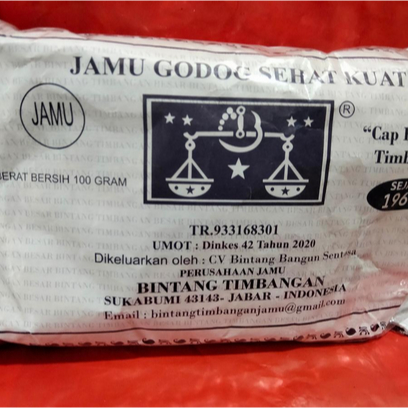 JAMU GODOG SEHAT KUAT
JAMU
®
"Cap
BERAT BERSIH 100 GRAM
TR.933168301
UMOT : Dinkes 42 Tahun 2020
Dikeluarkan oleh : CV Bintang Bangun Sentosa
PERUSAHAAN JAMU
BINTANG TIMBANGAN
SUKABUMI 43143- JABAR - INDONESIA
Email : bintangtimbanganjamu@gmail.com